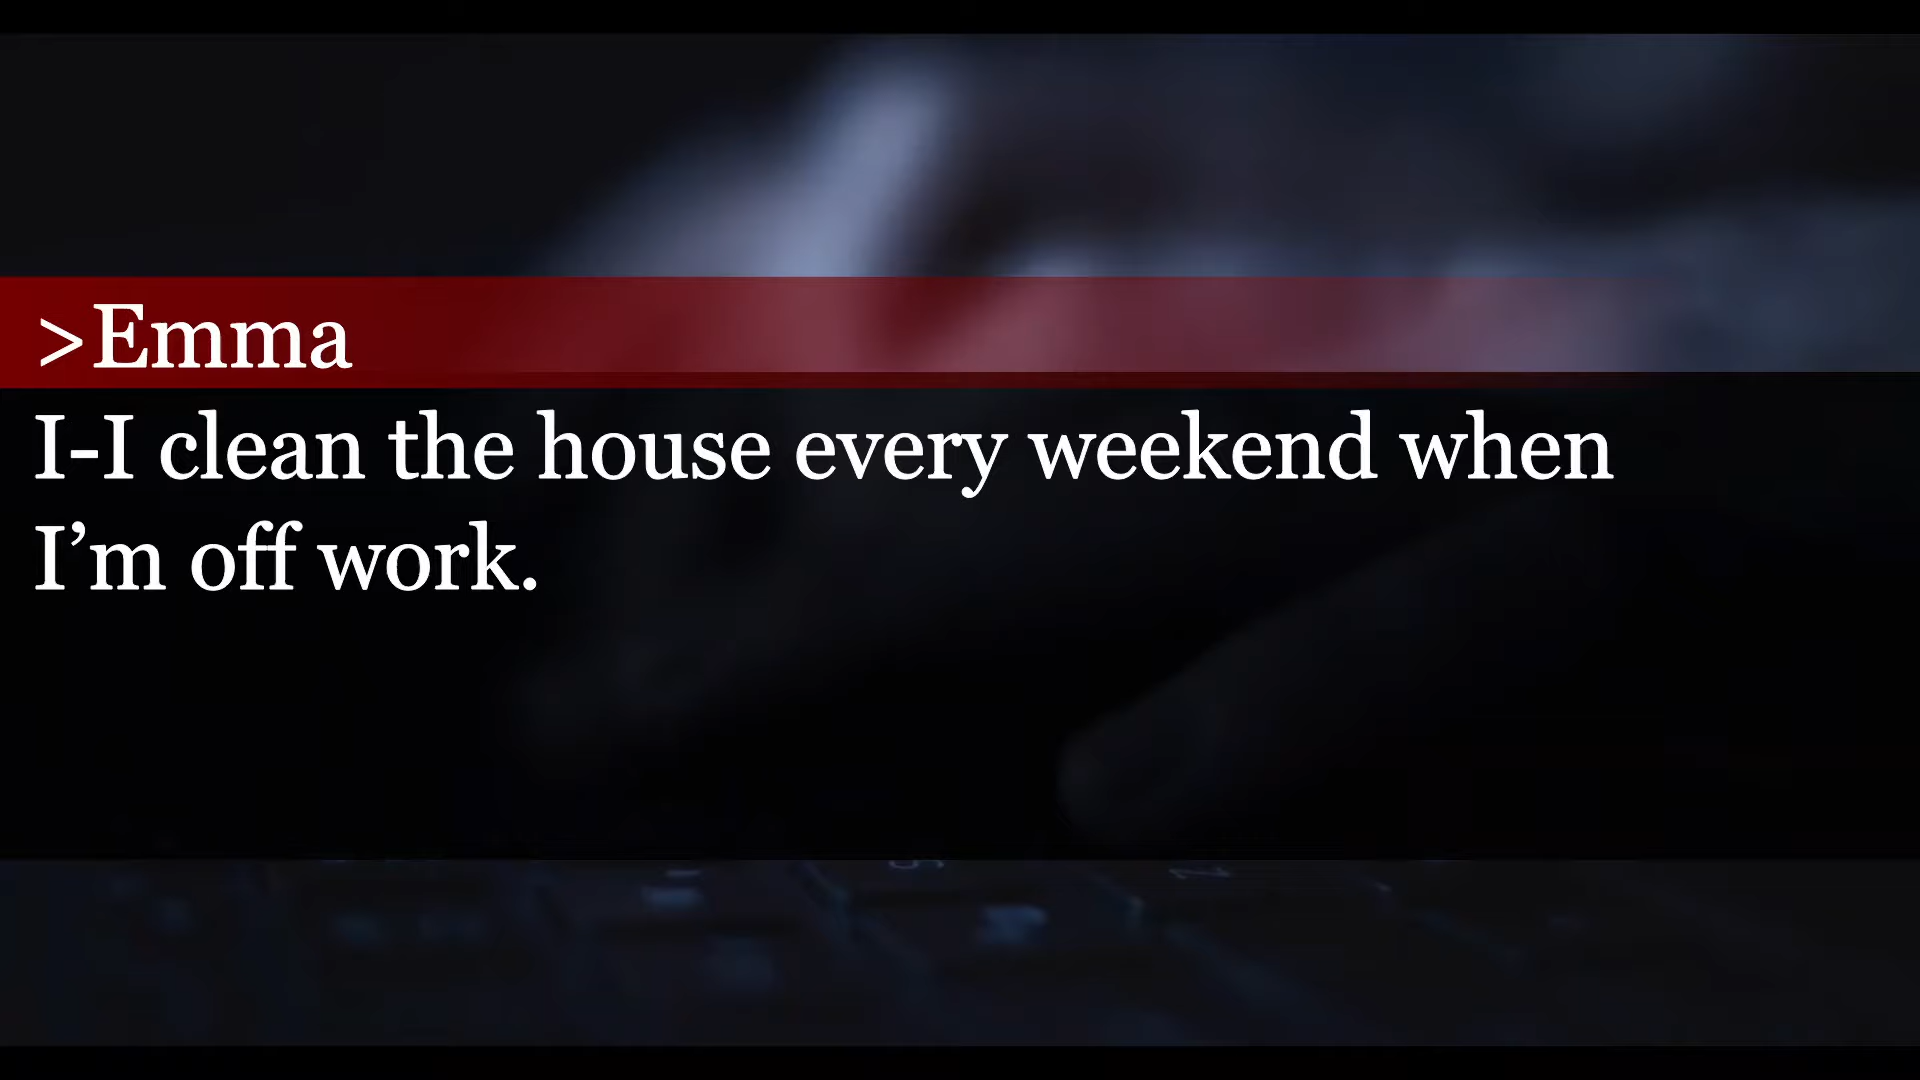 >Emma
I-I clean the house every weekend when
I’m off work.